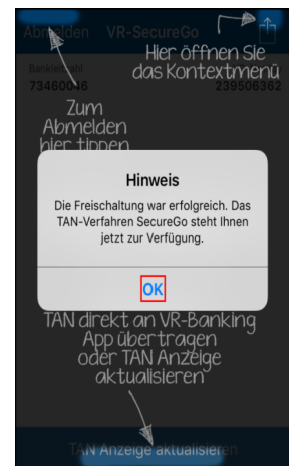 Abmelden VR-SecureGo
Hier öffnen Sie
das Kontextmenü
Bankleitzahl
73460046 239506362
Zum
Abmelden
hier tippen
Hinweis
Die Freischaltung war erfolgreich. Das
TAN-Verfahren SecureGo steht Ihnen
jetzt zur Verfügung.
OK
TAN direkt an VR-Banking
App übertragen
oder TAN Anzeige
aktualisieren
TAN Anzeige aktualisieren